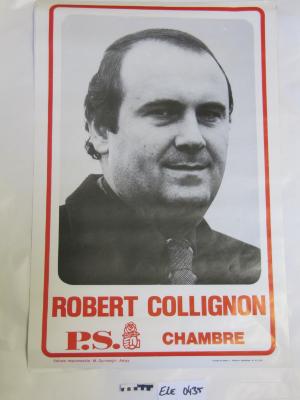 ROBERT COLLIGNON
P.S. CHAMBRE
ELE 0435